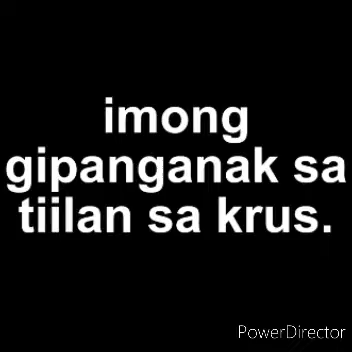 imong
gipanganak sa
tiilan sa krus.
PowerDirector